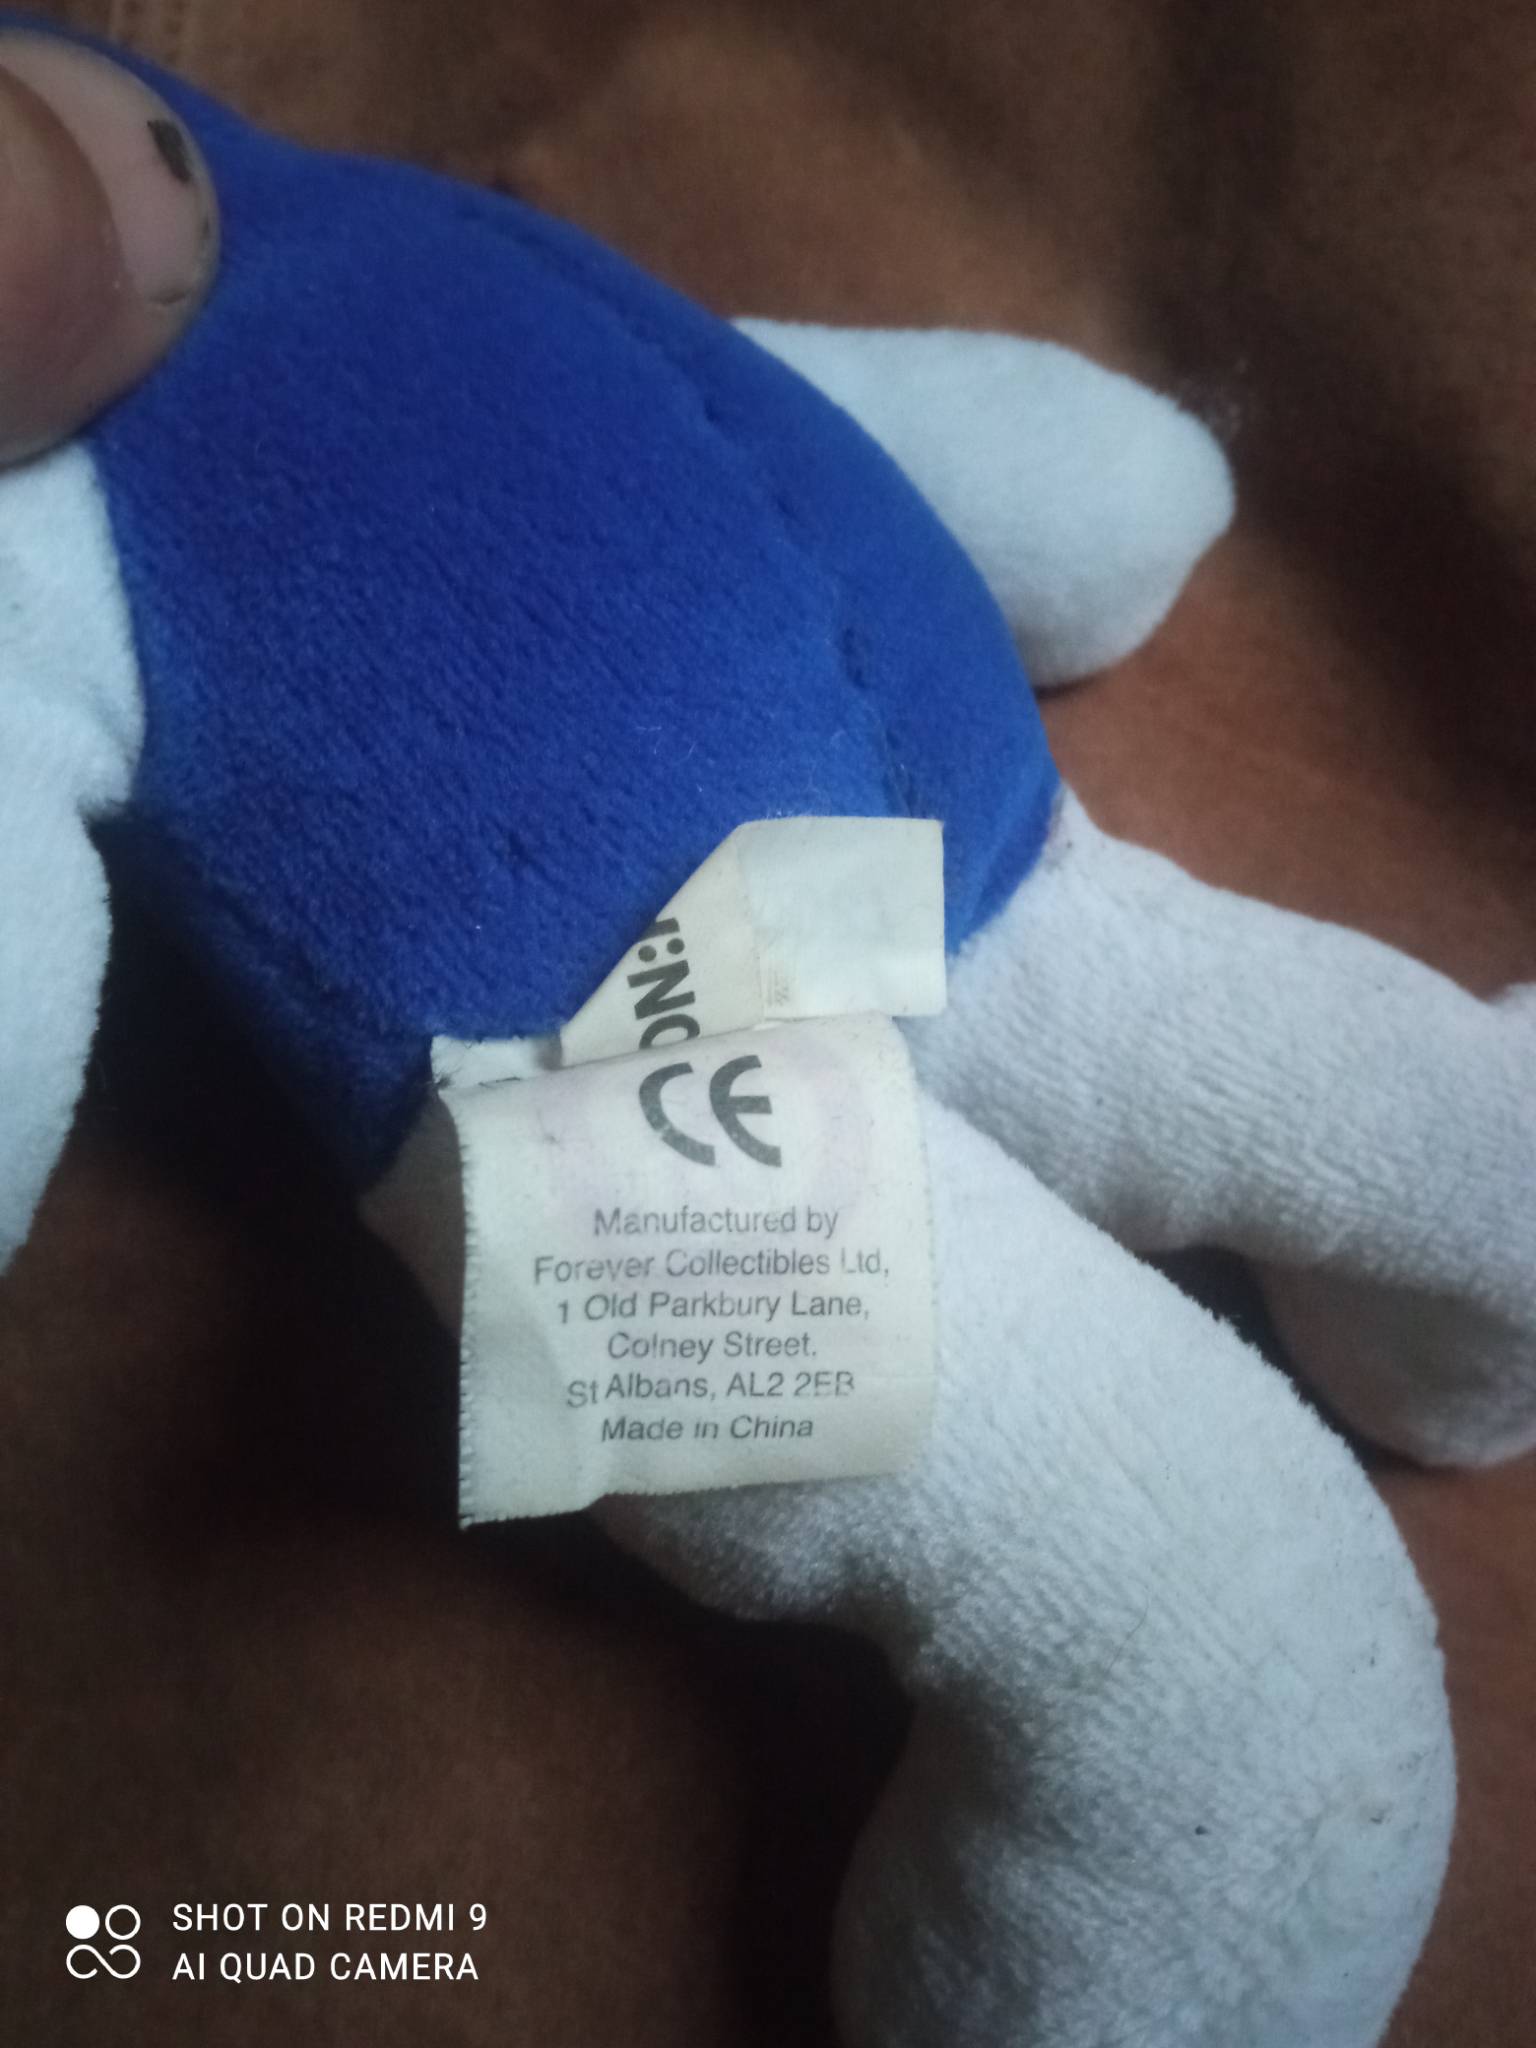 :NO
CE
Manufactured by
Forever Collectibles Ltd,
1 Old Parkbury Lane,
Colney Street.
St Albans, AL2 2EB
Made in China
SHOT ON REDMI 9
AI QUAD CAMERA